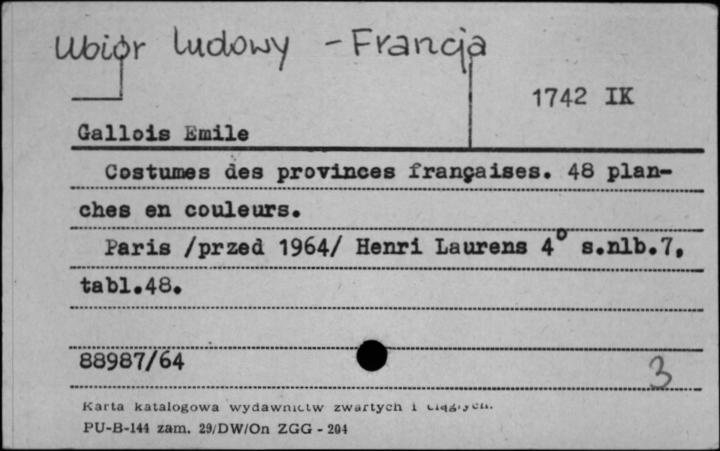 Ubiór ludowy - Francja
1742 IK
Gallois Emile
Costumes des provinces françaises. 48 plan-
ches en couleurs.
Paris /przed 1964/ Henri Laurens 4° s.nlb.7,
tabl.48.
88987/64
3
Karta katalogowa wydawnictw zwartych i ciągłych.
PU-B-144 zam. 29/DW/On ZGG - 204